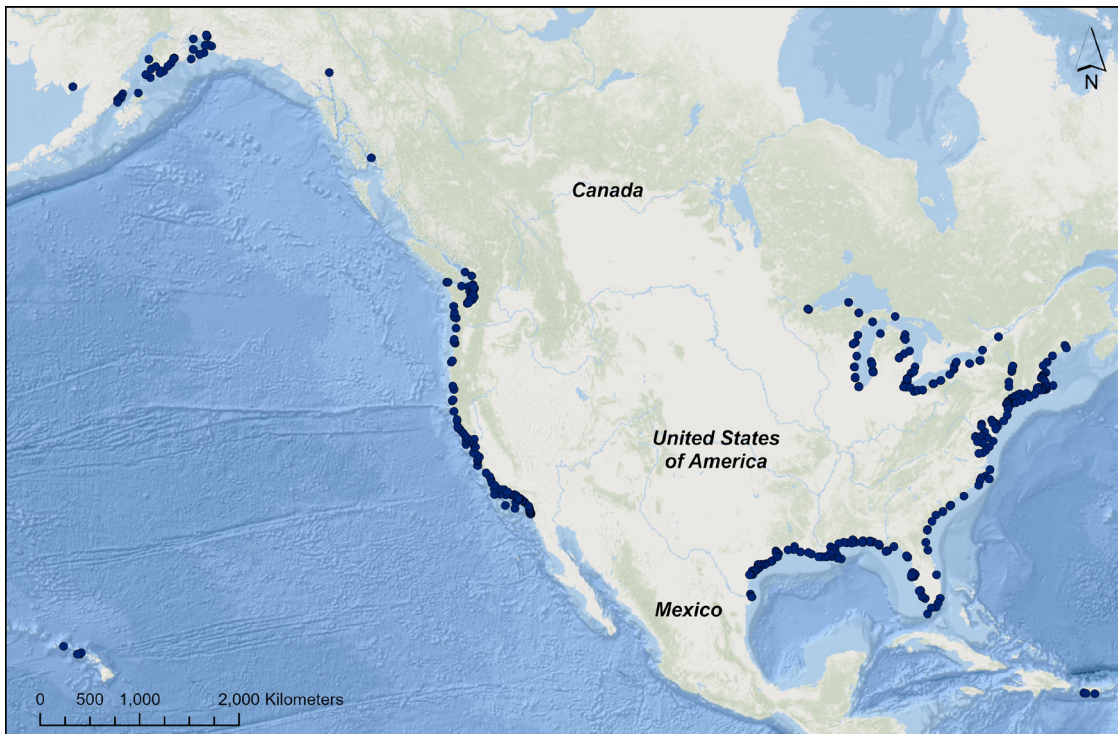 N
Canada
United States
of America
Mexico
0 500 1,000 2,000 Kilometers